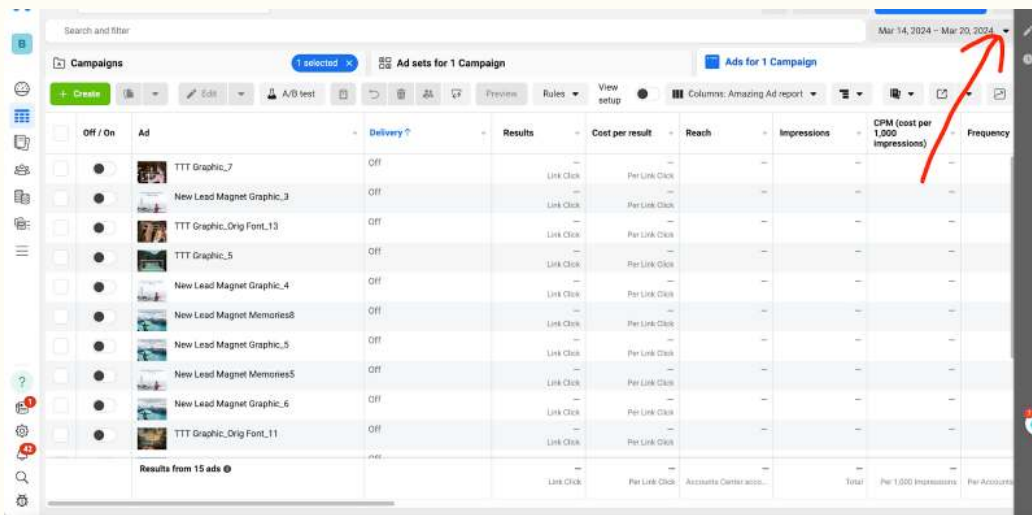 Search and filter
Mar 14, 2024 – Mar 20, 2024
B
Campaigns
1 selected ×
Ad sets for 1 Campaign
Ads for 1 Campaign
+ Create
Edit
A/B test
Preview
Rules
View setup
Columns: Amazing Ad report
Off / On
Ad
Delivery ↑
Results
Cost per result
Reach
Impressions
CPM (cost per
1,000
impressions)
Frequency
TTT Graphic_7
Off
—
—
—
—
—
Link Click
Per Link Click
New Lead Magnet Graphic_3
Off
—
—
—
—
—
Link Click
Per Link Click
TTT Graphic_Orig Font_13
Off
—
—
—
—
—
Link Click
Per Link Click
TTT Graphic_5
Off
—
—
—
—
—
Link Click
Per Link Click
New Lead Magnet Graphic_4
Off
—
—
—
—
—
Link Click
Per Link Click
New Lead Magnet Memories8
Off
—
—
—
—
—
Link Click
Per Link Click
New Lead Magnet Graphic_5
Off
—
—
—
—
—
Link Click
Per Link Click
New Lead Magnet Memories5
Off
—
—
—
—
—
Link Click
Per Link Click
New Lead Magnet Graphic_6
Off
—
—
—
—
—
Link Click
Per Link Click
TTT Graphic_Orig Font_11
Off
—
—
—
—
—
Link Click
Per Link Click
?
1
42
Results from 15 ads
—
—
—
—
—
Link Click
Per Link Click
Accounts Center acco...
Total
Per 1,000 Impressions
Per Accounts